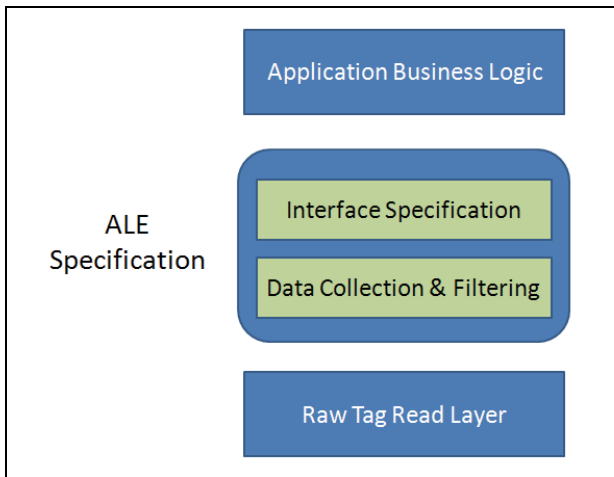 Application Business Logic
ALE
Specification
Interface Specification
Data Collection & Filtering
Raw Tag Read Layer